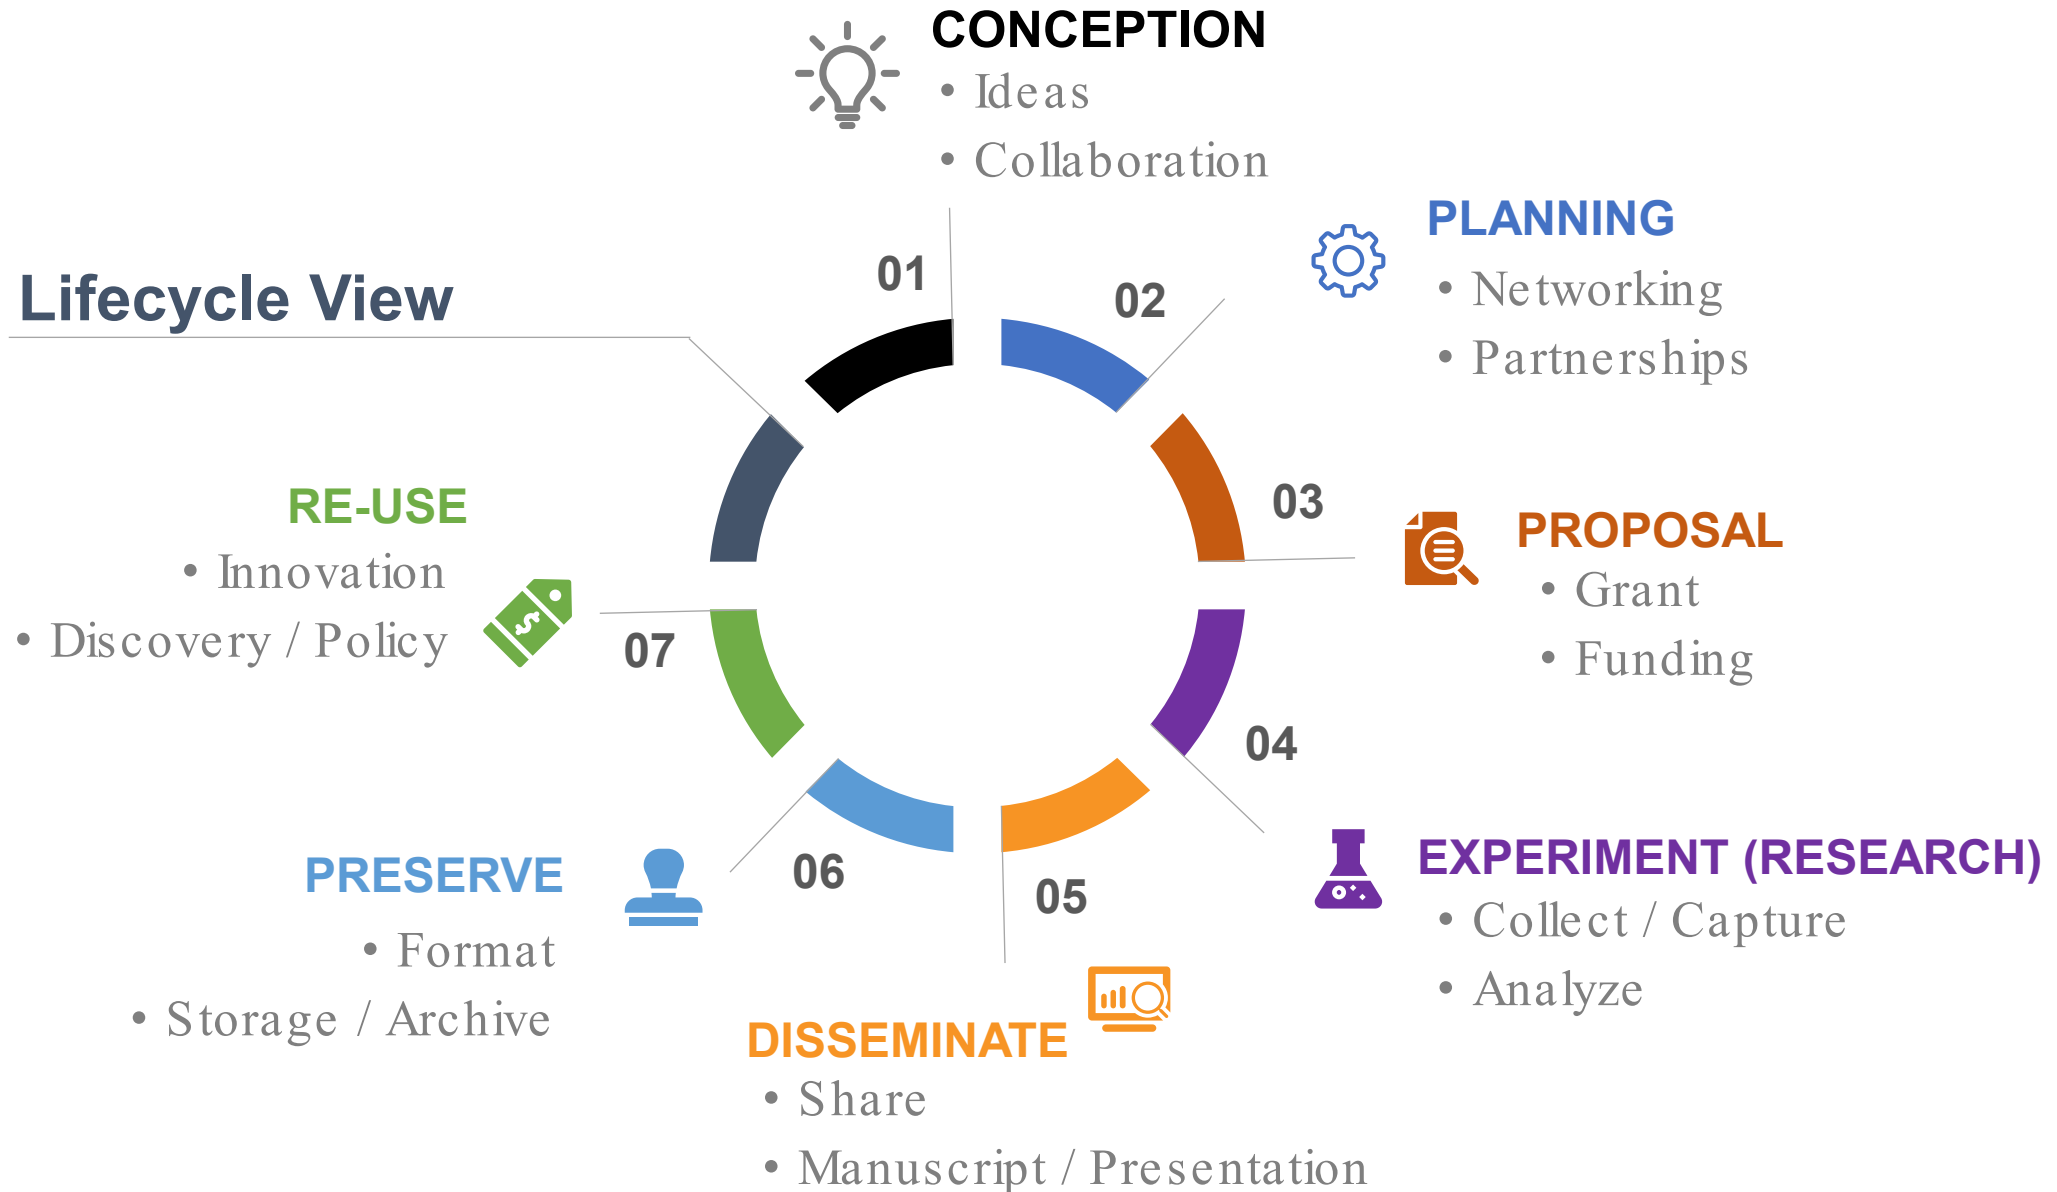 Lifecycle View
01
CONCEPTION
• Ideas
• Collaboration
02
PLANNING
• Networking
• Partnerships
03
PROPOSAL
• Grant
• Funding
04
EXPERIMENT (RESEARCH)
• Collect / Capture
• Analyze
05
DISSEMINATE
• Share
• Manuscript / Presentation
06
PRESERVE
• Format
• Storage / Archive
07
RE-USE
• Innovation
• Discovery / Policy
$